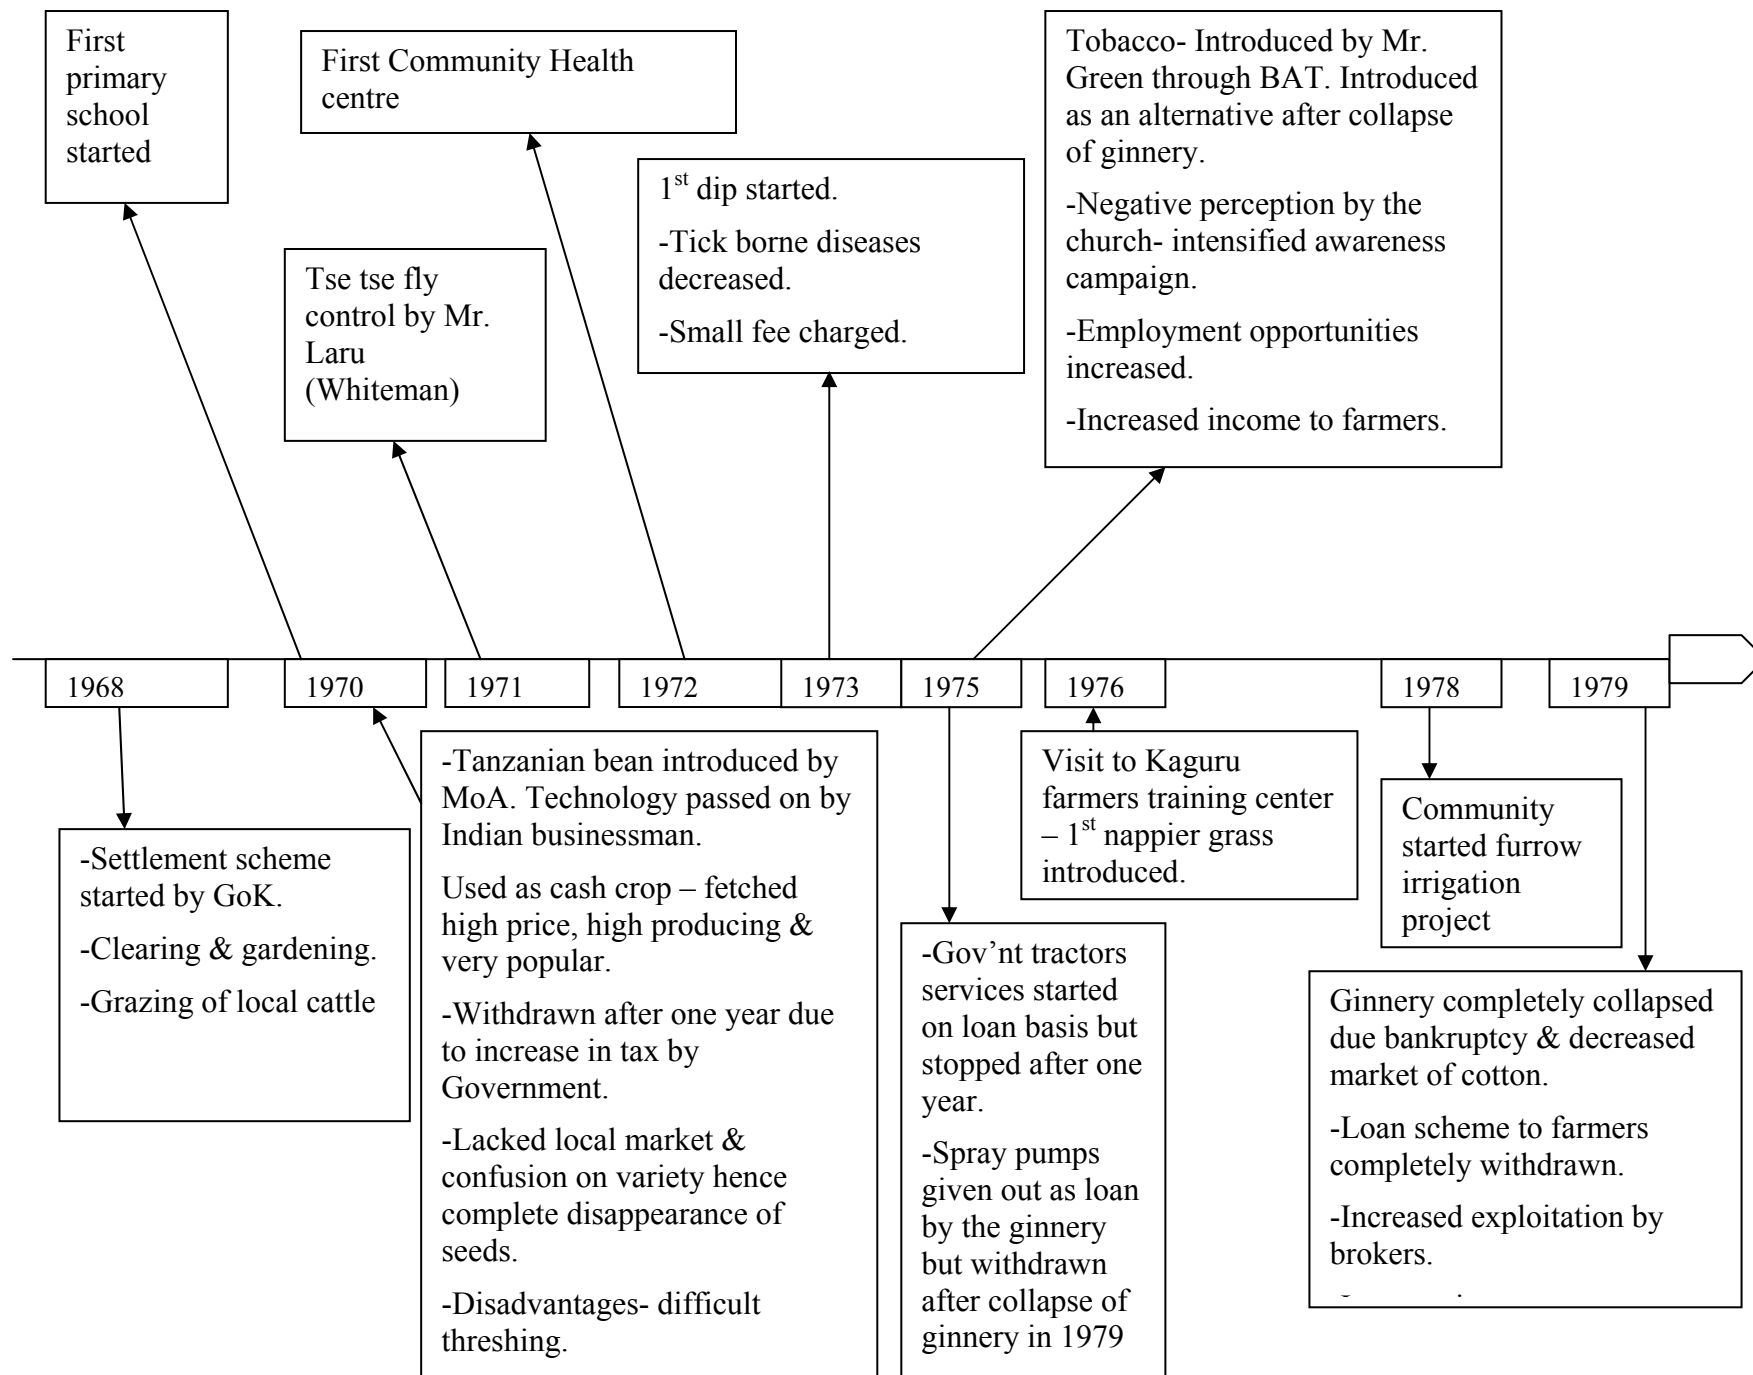 First
primary
school
started
First Community Health
centre
Tobacco- Introduced by Mr.
Green through BAT. Introduced
as an alternative after collapse
of ginnery.
-Negative perception by the
church- intensified awareness
campaign.
-Employment opportunities
increased.
-Increased income to farmers.
1st dip started.
-Tick borne diseases
decreased.
-Small fee charged.
Tse tse fly
control by Mr.
Laru
(Whiteman)
1968
1970
1971
1972
1973
1975
1976
1978
1979
-Settlement scheme
started by GoK.
-Clearing & gardening.
-Grazing of local cattle
-Tanzanian bean introduced by
MoA. Technology passed on by
Indian businessman.
Used as cash crop – fetched
high price, high producing &
very popular.
-Withdrawn after one year due
to increase in tax by
Government.
-Lacked local market &
confusion on variety hence
complete disappearance of
seeds.
-Disadvantages- difficult
threshing.
-Gov’nt tractors
services started
on loan basis but
stopped after one
year.
-Spray pumps
given out as loan
by the ginnery
but withdrawn
after collapse of
ginnery in 1979
Visit to Kaguru
farmers training center
– 1st nappier grass
introduced.
Community
started furrow
irrigation
project
Ginnery completely collapsed
due bankruptcy & decreased
market of cotton.
-Loan scheme to farmers
completely withdrawn.
-Increased exploitation by
brokers.